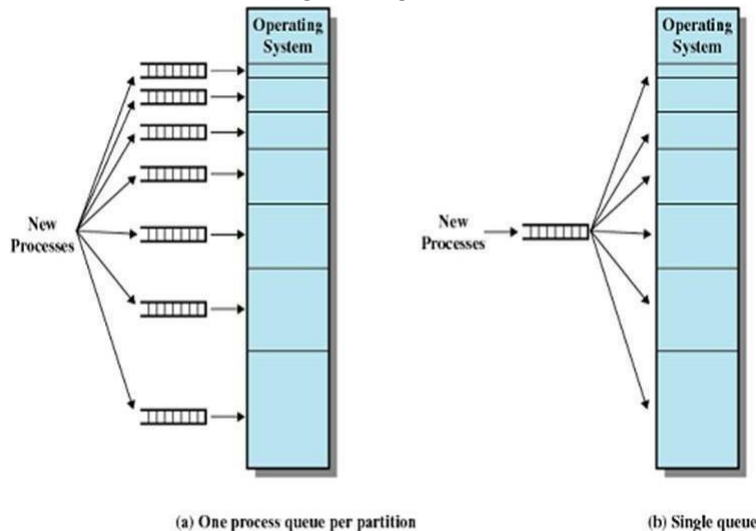 Operating
System
New
Processes
(a) One process queue per partition
Operating
System
New
Processes
(b) Single queue